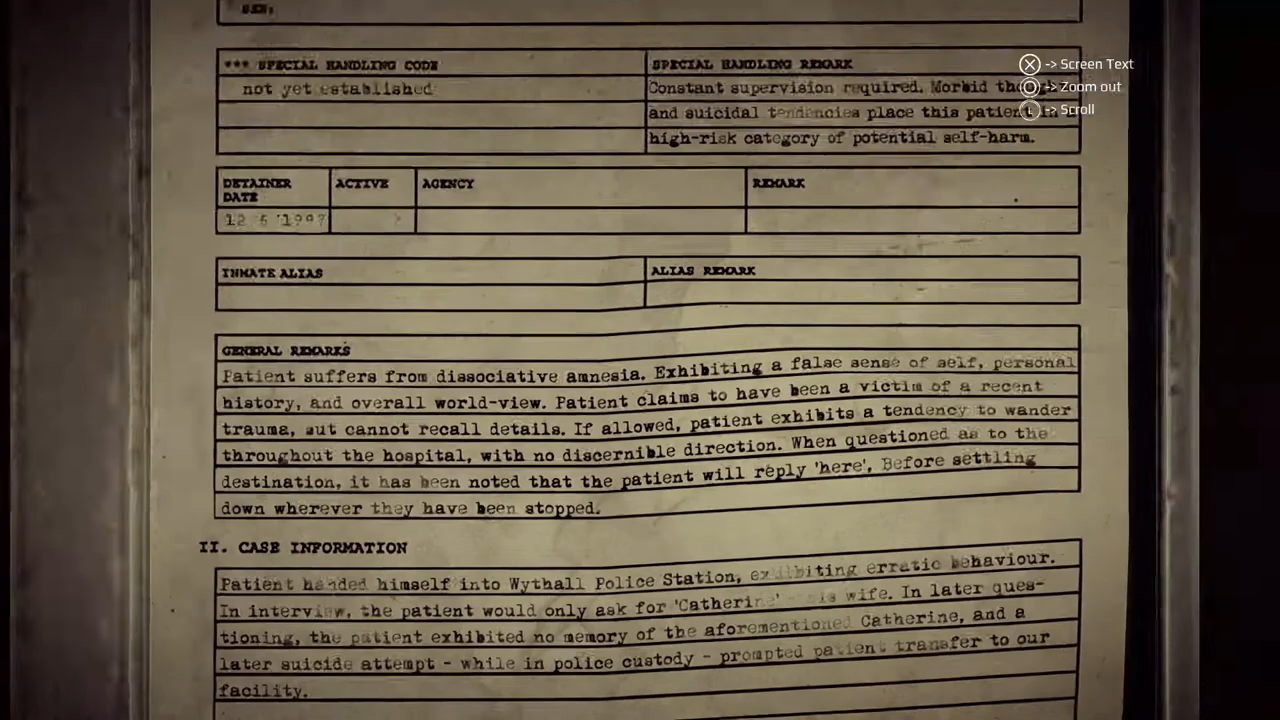 SEX:
*** SPECIAL HANDLING CODE
SPECIAL HANDLING REMARK
not yet established
Constant supervision required. Morbid
and suicidal tendencies place this patient in
high-risk category of potential self-harm.
-> Screen Text
-> Zoom out
L -> Scroll
DETAINER
DATE
ACTIVE
AGENCY
REMARK
12 6 1997
INMATE ALIAS
ALIAS REMARK
GENERAL REMARKS
Patient suffers from dissociative amnesia. Exhibiting a false sense of self, personal
history, and overall world-view. Patient claims to have been a victim of a recent
trauma, but cannot recall details. If allowed, patient exhibits a tendency to wander
throughout the hospital, with no discernible direction. When questioned as to the
destination, it has been noted that the patient will reply 'here'. Before settling
down wherever they have been stopped.
II. CASE INFORMATION
Patient handed himself into Wythall Police Station, exhibiting erratic behaviour.
In interview, the patient would only ask for 'Catherine' - his wife. In later ques-
tioning, the patient exhibited no memory of the aforementioned Catherine, and a
later suicide attempt - while in police custody - prompted patient transfer to our
facility.